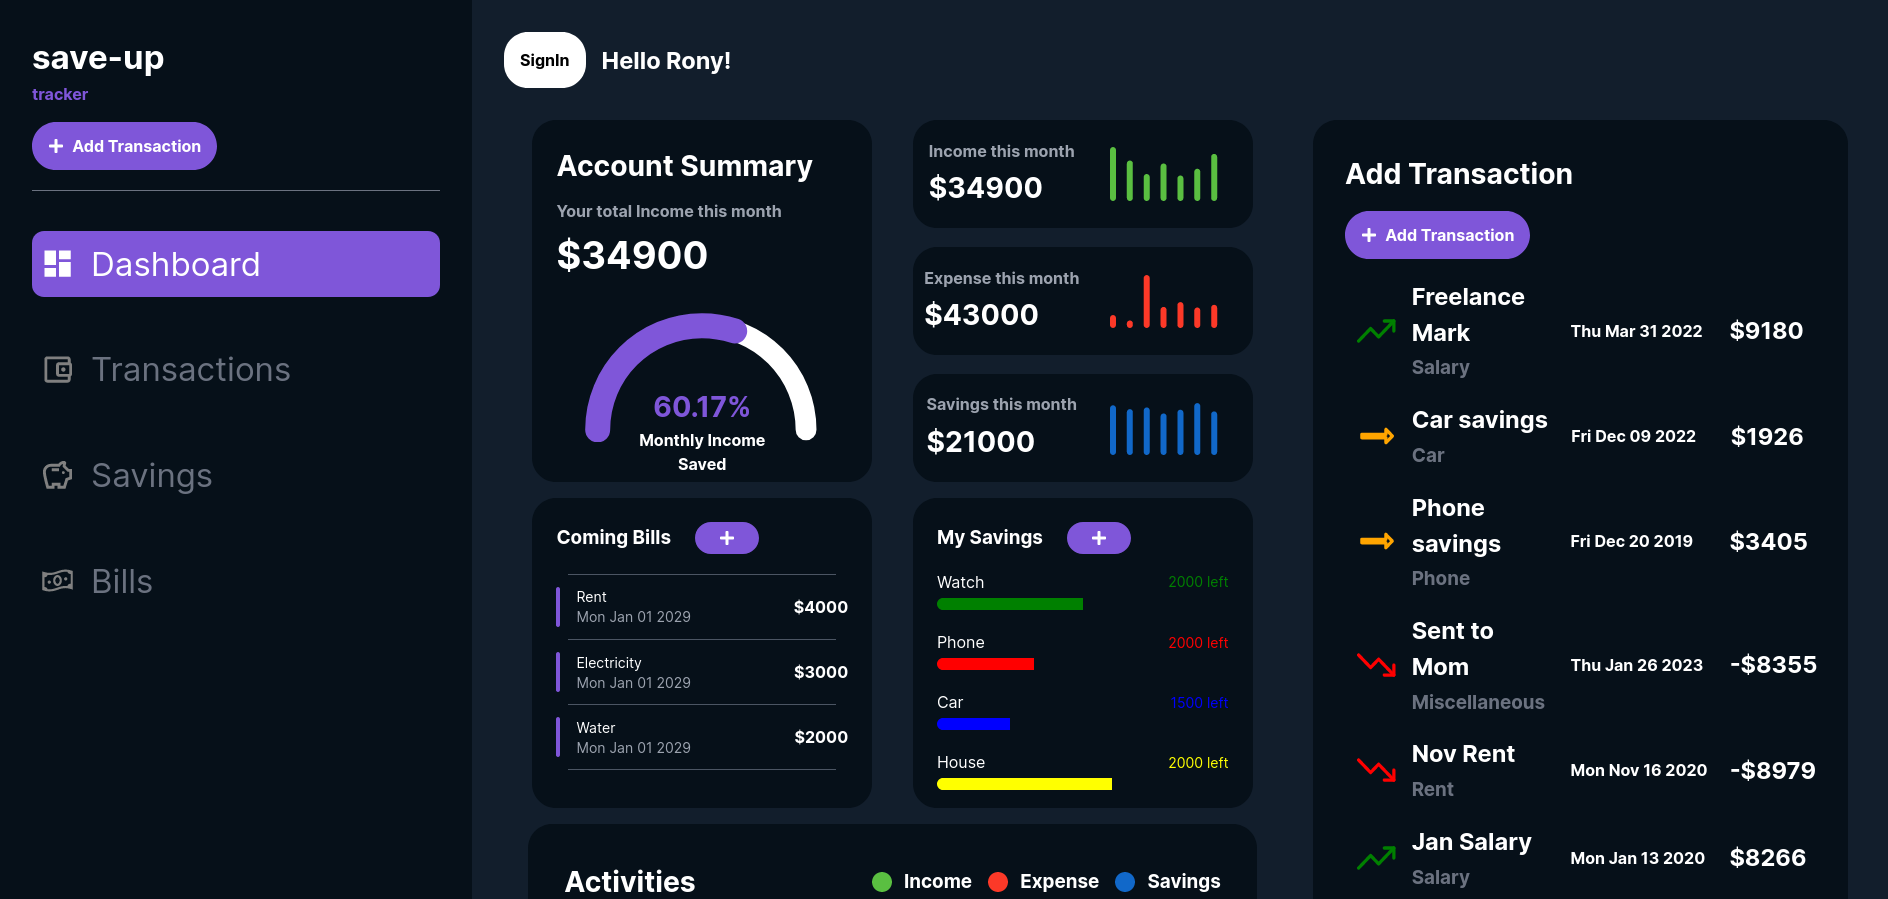 save-up
tracker
Add Transaction
Dashboard
Transactions
Savings
Bills
SignIn
Hello Rony!
Account Summary
Your total Income this month
$34900
60.17%
Monthly Income
Saved
Income this month
$34900
Expense this month
$43000
Savings this month
$21000
Coming Bills
+
Rent
Mon Jan 01 2029
$4000
Electricity
Mon Jan 01 2029
$3000
Water
Mon Jan 01 2029
$2000
My Savings
+
Watch
2000 left
Phone
2000 left
Car
1500 left
House
2000 left
Activities
Income
Expense
Savings
Add Transaction
Add Transaction
Freelance
Mark
Salary
Thu Mar 31 2022
$9180
Car savings
Car
Fri Dec 09 2022
$1926
Phone
savings
Phone
Fri Dec 20 2019
$3405
Sent to
Mom
Miscellaneous
Thu Jan 26 2023
-$8355
Nov Rent
Rent
Mon Nov 16 2020
-$8979
Jan Salary
Salary
Mon Jan 13 2020
$8266